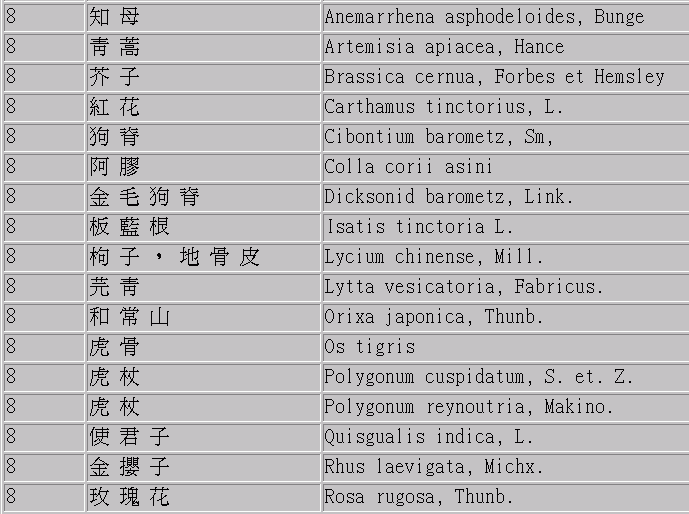 8 知母 Anemarrhena asphodeloides, Bunge
8 靑蒿 Artemisia apiacea, Hance
8 芥子 Brassica cernua, Forbes et Hemsley
8 紅花 Carthamus tinctorius, L.
8 狗脊 Cibontium barometz, Sm,
8 阿膠 Colla corii asini
8 金毛狗脊 Dicksonid barometz, Link.
8 板藍根 Isatis tinctoria L.
8 枸子，地骨皮 Lycium chinense, Mill.
8 芫靑 Lytta vesicatoria, Fabricus.
8 和常山 Orixa japonica, Thunb.
8 虎骨 Os tigris
8 虎杖 Polygonum cuspidatum, S. et. Z.
8 虎杖 Polygonum reynoutria, Makino.
8 使君子 Quisgualis indica, L.
8 金攖子 Rhus laevigata, Michx.
8 玫瑰花 Rosa rugosa, Thunb.